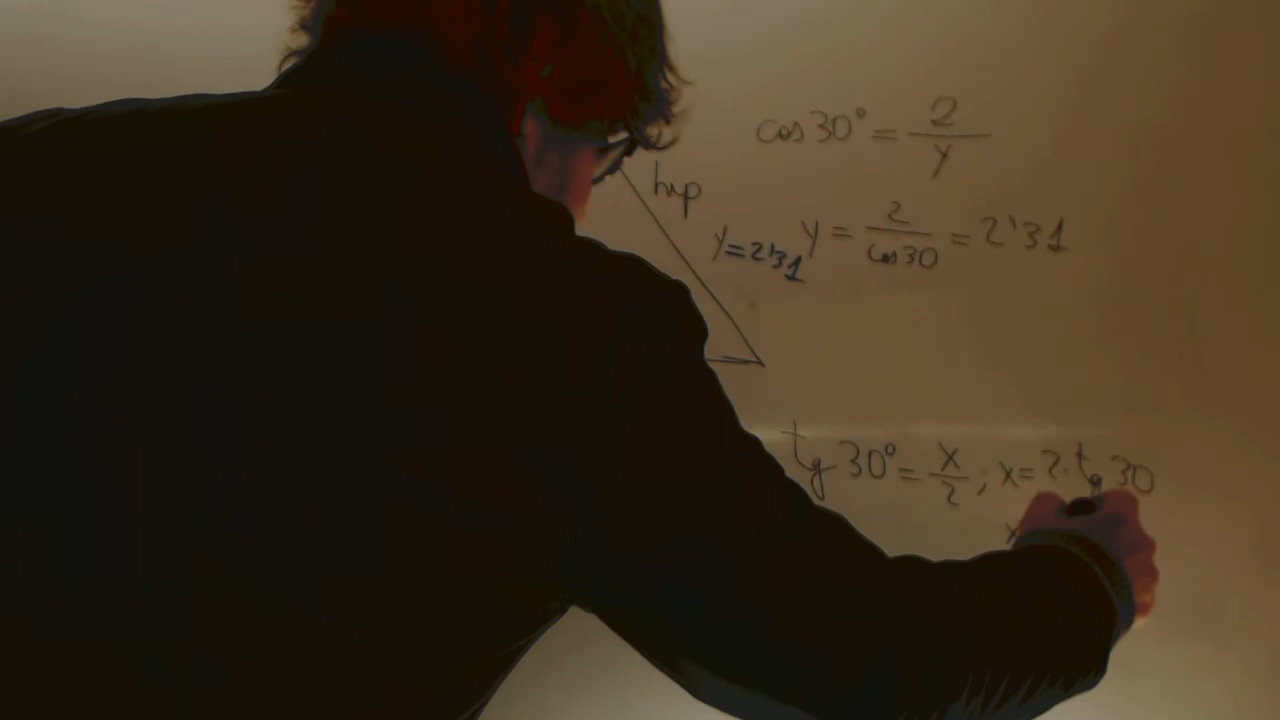 cos 30° = 2/y
hip
y = 2/cos 30 = 2'31
y = 2'31
tg 30° = x/2 ; x = 2 · tg 30
x